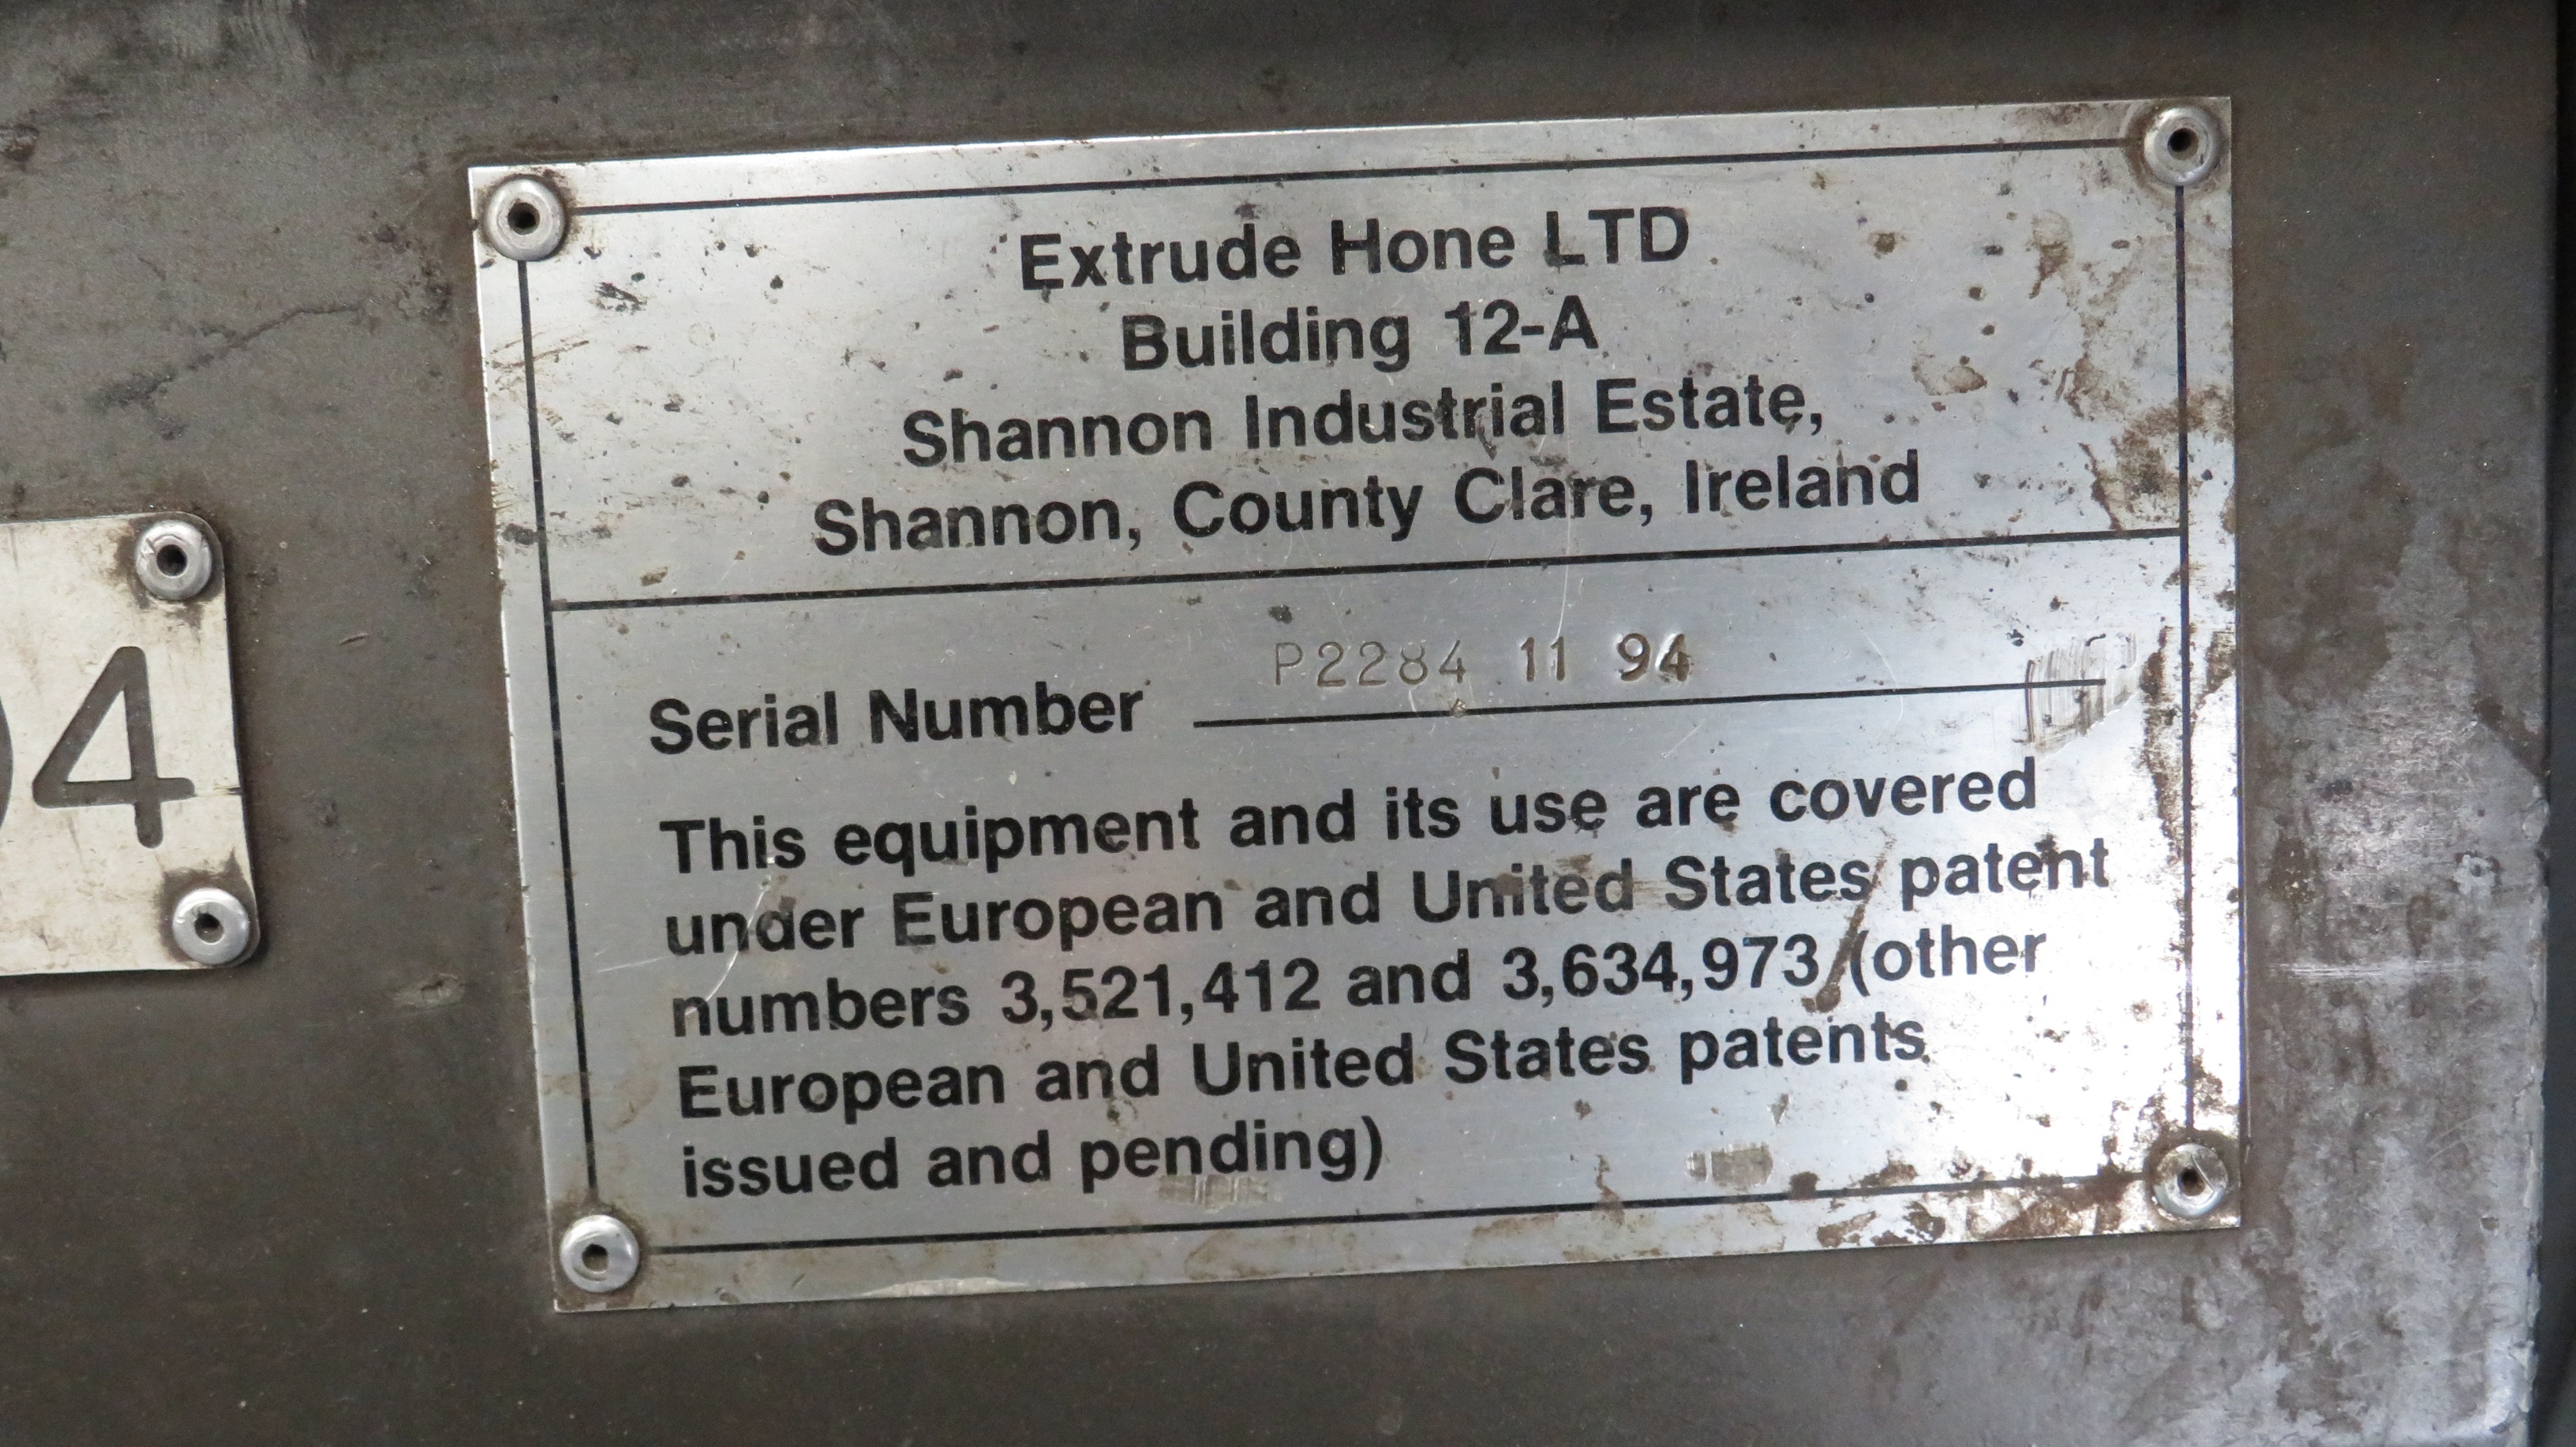 Extrude Hone LTD
Building 12-A
Shannon Industrial Estate,
Shannon, County Clare, Ireland
Serial Number P2284 11 94
This equipment and its use are covered
under European and United States patent
numbers 3,521,412 and 3,634,973 (other
European and United States patents
issued and pending)
4